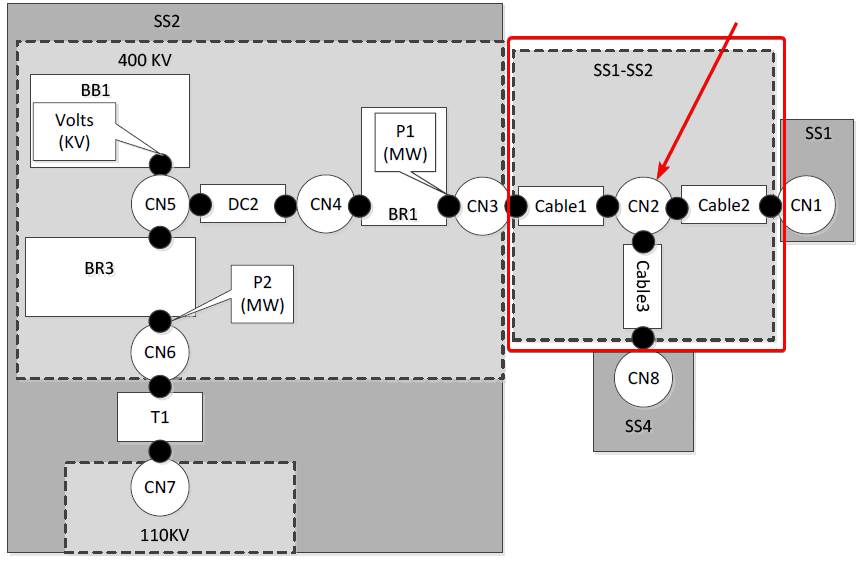 SS2
400 KV
SS1-SS2
BB1
Volts
(KV)
P1
(MW)
SS1
CN5
DC2
CN4
BR1
CN3
Cable1
CN2
Cable2
CN1
BR3
P2
(MW)
Cable3
CN6
CN8
T1
SS4
CN7
110KV